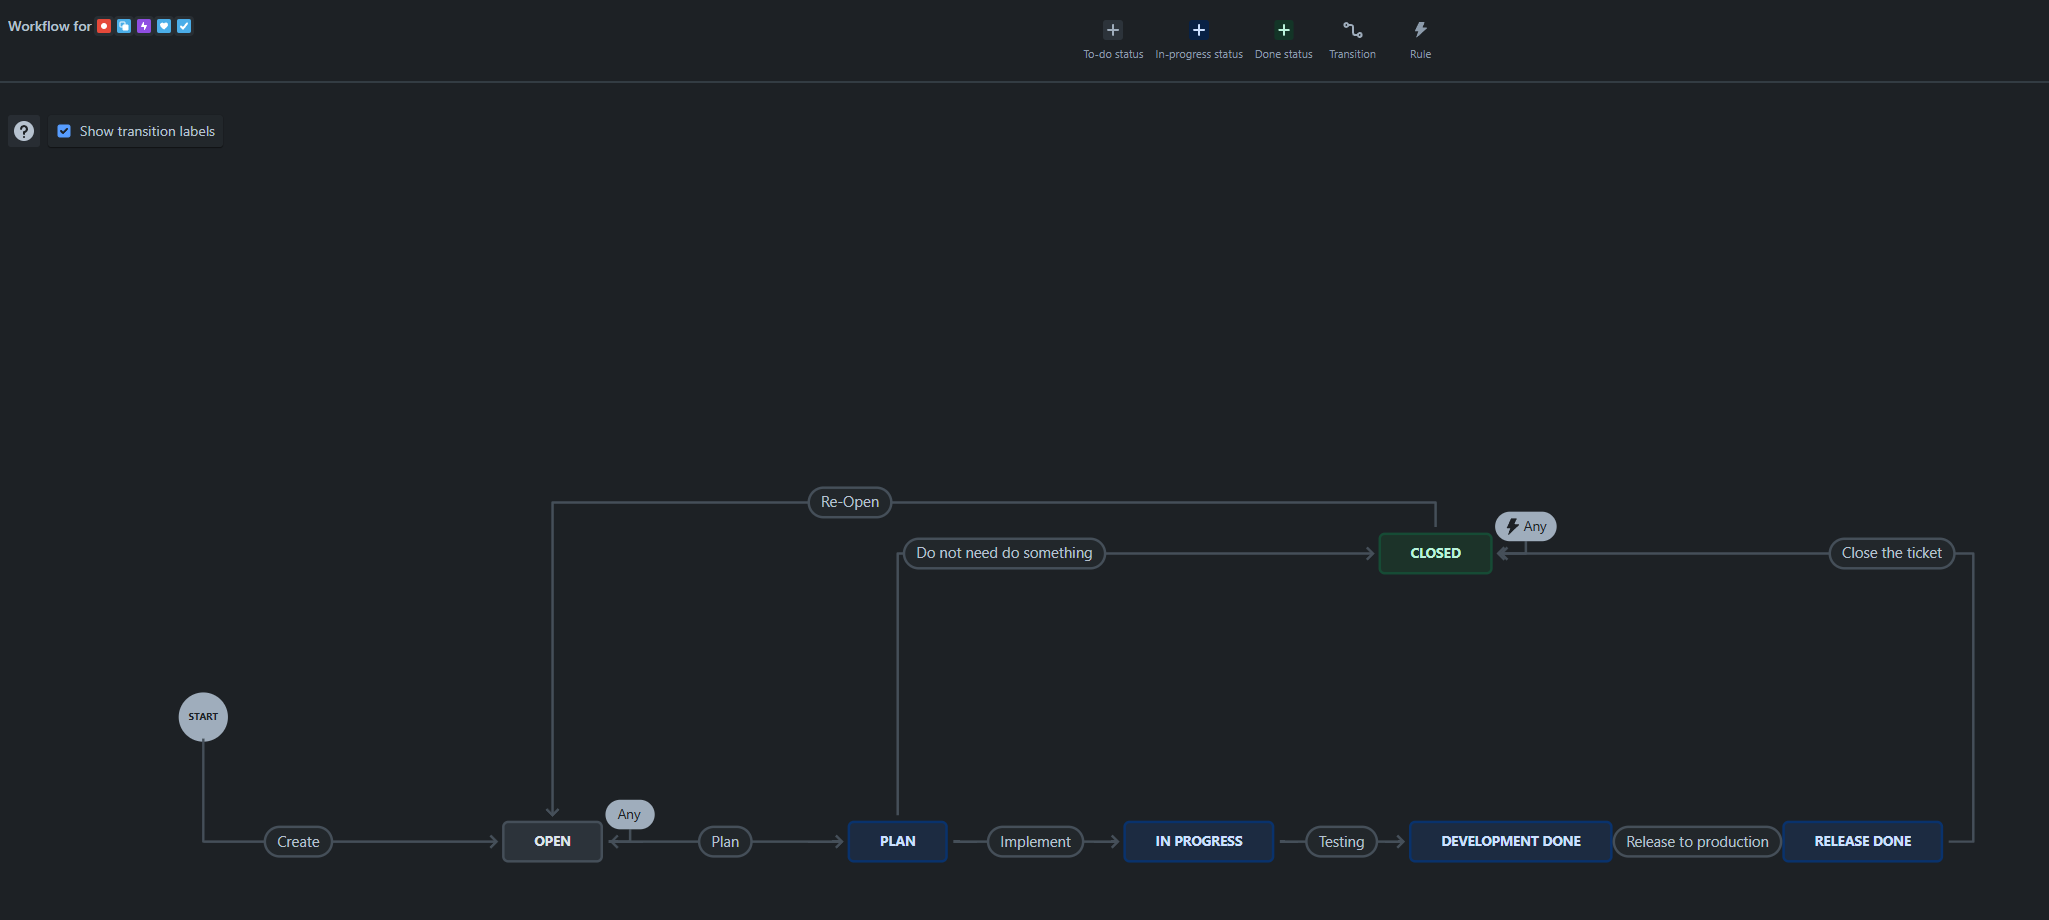 Workflow for
To-do status
In-progress status
Done status
Transition
Rule
Show transition labels
Re-Open
Any
Do not need do something
CLOSED
Close the ticket
START
Any
Create
OPEN
Plan
PLAN
Implement
IN PROGRESS
Testing
DEVELOPMENT DONE
Release to production
RELEASE DONE